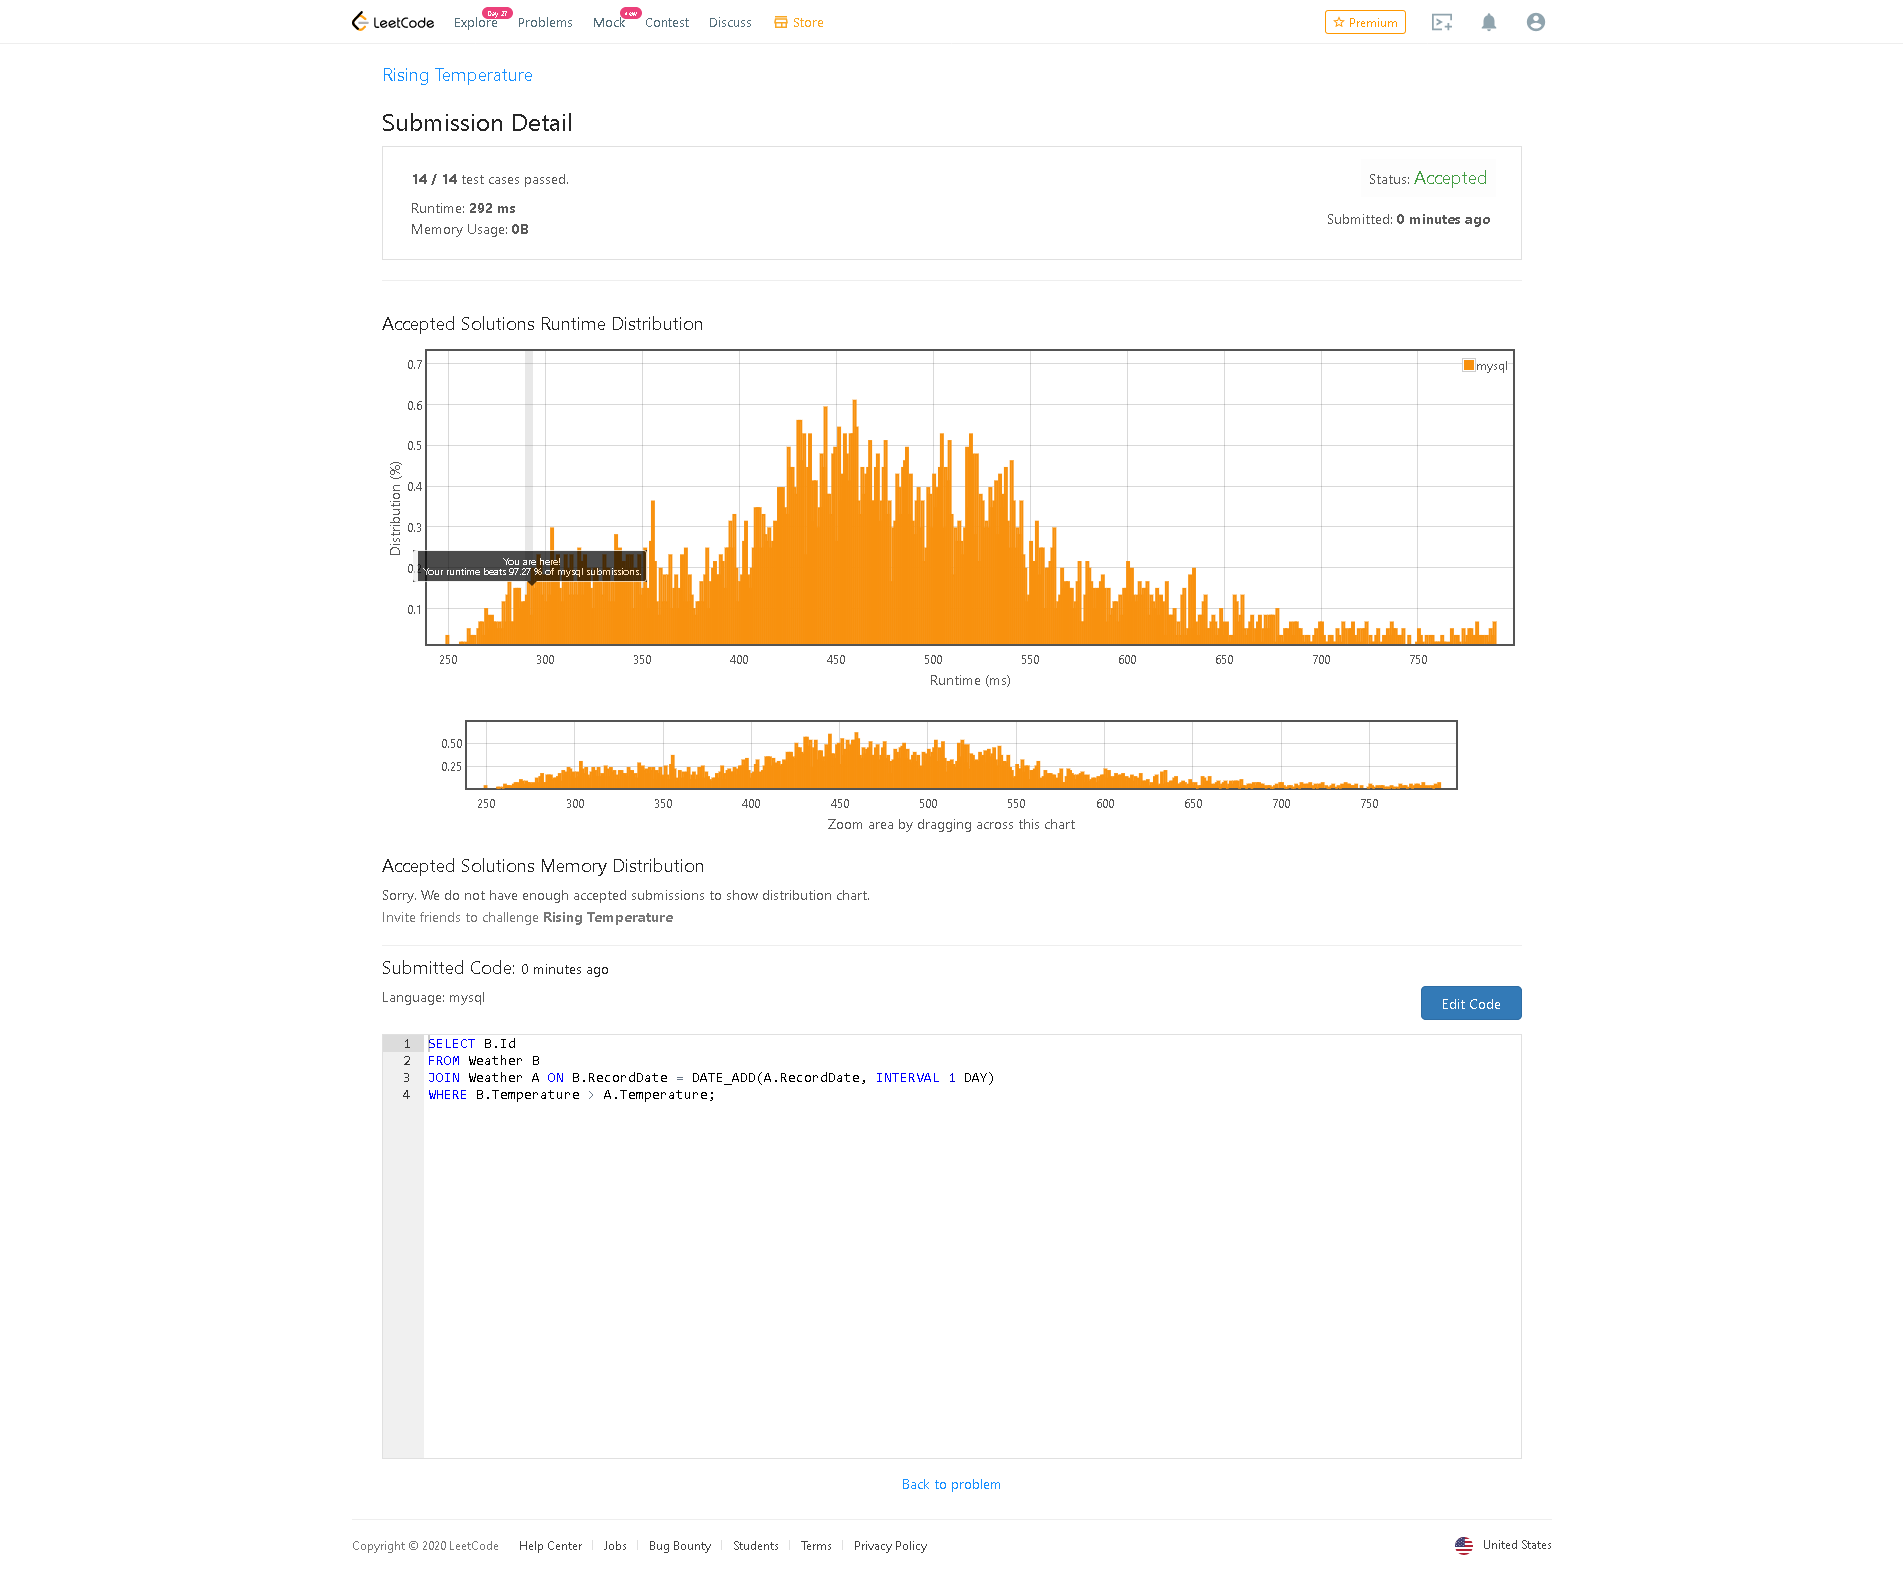 LeetCode Explore Day 27 Problems Mock New Contest Discuss Store Premium
Rising Temperature
Submission Detail
14 / 14 test cases passed.
Status: Accepted
Runtime: 292 ms
Submitted: 0 minutes ago
Memory Usage: 0B
Accepted Solutions Runtime Distribution
0.7
0.6
0.5
0.4
0.3
0.2
0.1
Distribution (%)
mysql
You are here!
Your runtime beats 97.27 % of mysql submissions.
250 300 350 400 450 500 550 600 650 700 750
Runtime (ms)
0.50
0.25
250 300 350 400 450 500 550 600 650 700 750
Zoom area by dragging across this chart
Accepted Solutions Memory Distribution
Sorry. We do not have enough accepted submissions to show distribution chart.
Invite friends to challenge Rising Temperature
Submitted Code: 0 minutes ago
Language: mysql
Edit Code
1 SELECT B.Id
2 FROM Weather B
3 JOIN Weather A ON B.RecordDate = DATE_ADD(A.RecordDate, INTERVAL 1 DAY)
4 WHERE B.Temperature > A.Temperature;
Back to problem
Copyright © 2020 LeetCode Help Center Jobs Bug Bounty Students Terms Privacy Policy United States